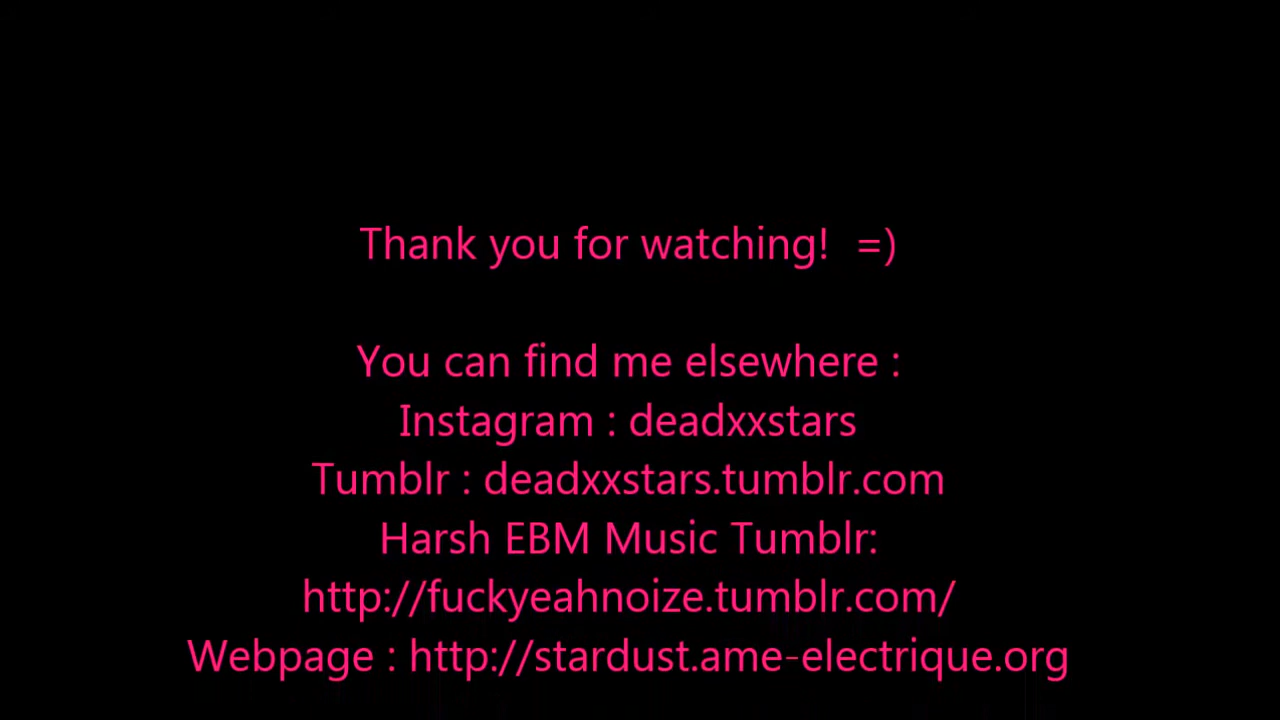 Thank you for watching!  =)
You can find me elsewhere :
Instagram : deadxxstars
Tumblr : deadxxstars.tumblr.com
Harsh EBM Music Tumblr:
http://fuckyeahnoize.tumblr.com/
Webpage : http://stardust.ame-electrique.org